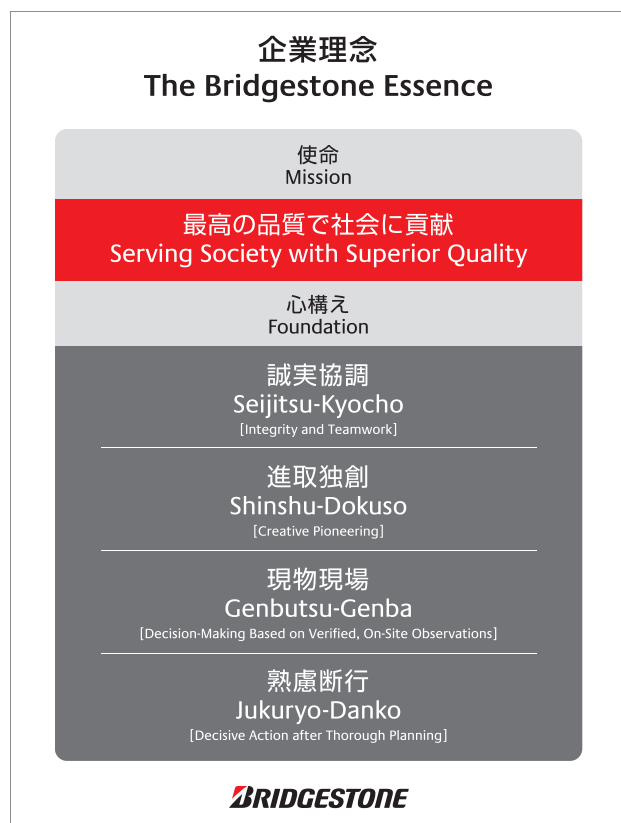 企業理念
The Bridgestone Essence
使命
Mission
最高の品質で社会に貢献
Serving Society with Superior Quality
心構え
Foundation
誠実協調
Seijitsu-Kyocho
[Integrity and Teamwork]
進取独創
Shinshu-Dokuso
[Creative Pioneering]
現物現場
Genbutsu-Genba
[Decision-Making Based on Verified, On-Site Observations]
熟慮断行
Jukuryo-Danko
[Decisive Action after Thorough Planning]
BRIDGESTONE